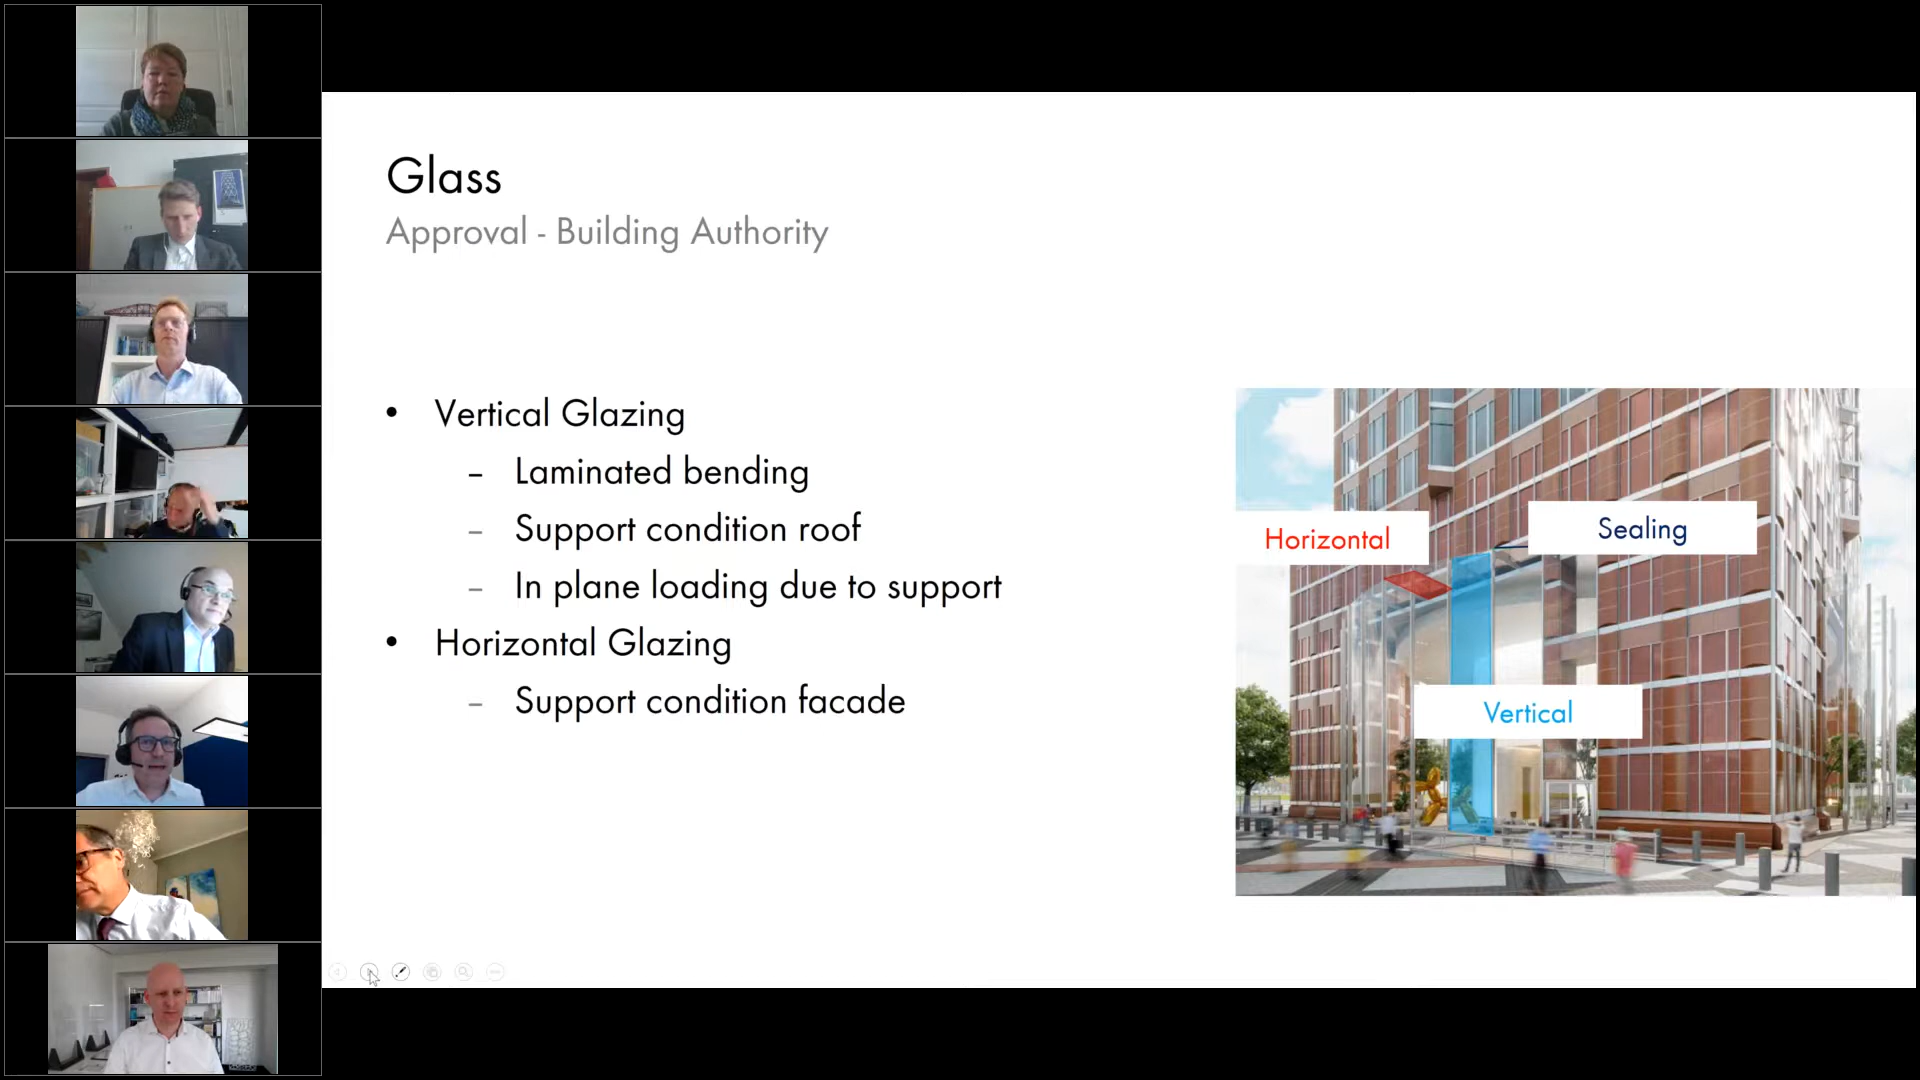 Glass
Approval - Building Authority
• Vertical Glazing
– Laminated bending
– Support condition roof
– In plane loading due to support
• Horizontal Glazing
– Support condition facade
Horizontal
Sealing
Vertical